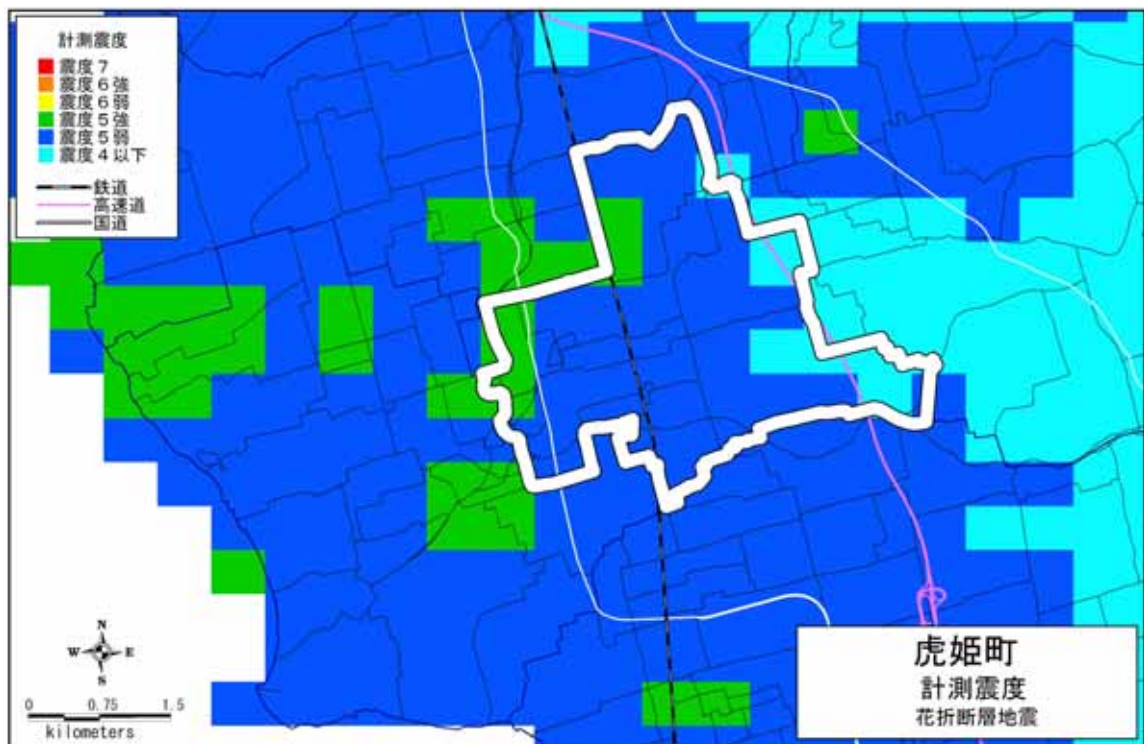 計測震度
震度7
震度6強
震度6弱
震度5強
震度5弱
震度4以下
鉄道
高速道
国道
N
W E
S
0 0.75 1.5
kilometers
虎姫町
計測震度
花折断層地震